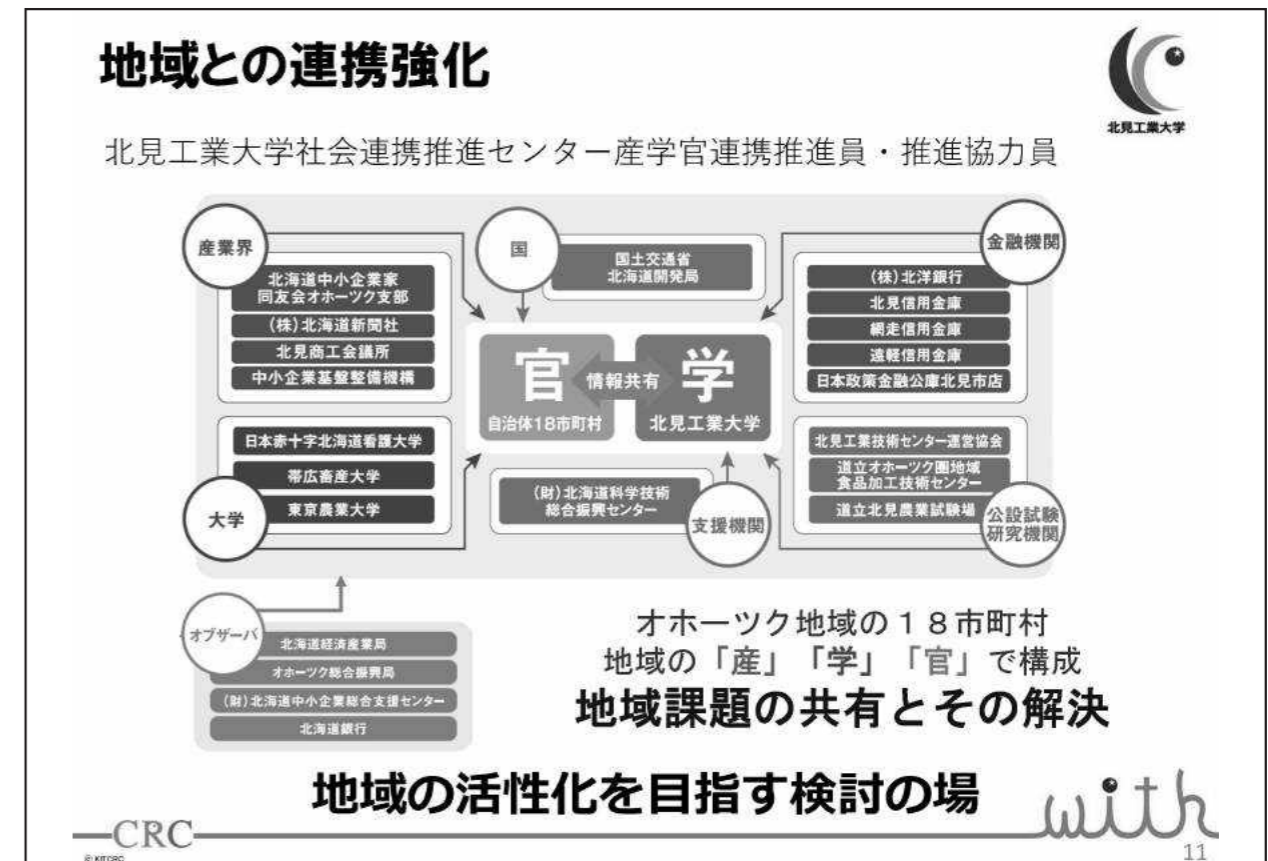 地域との連携強化
北見工業大学
北見工業大学社会連携推進センター産学官連携推進員・推進協力員
産業界
北海道中小企業家
同友会オホーツク支部
(株)北海道新聞社
北見商工会議所
中小企業基盤整備機構
国
国土交通省
北海道開発局
金融機関
(株)北洋銀行
北見信用金庫
網走信用金庫
遠軽信用金庫
日本政策金融公庫北見市店
官
自治体18市町村
情報共有
学
北見工業大学
日本赤十字北海道看護大学
帯広畜産大学
東京農業大学
大学
(財)北海道科学技術
総合振興センター
支援機関
北見工業技術センター運営協会
道立オホーツク圏地域
食品加工技術センター
道立北見農業試験場
公設試験
研究機関
オブザーバ
北海道経済産業局
オホーツク総合振興局
(財)北海道中小企業総合支援センター
北海道銀行
オホーツク地域の18市町村
地域の「産」「学」「官」で構成
地域課題の共有とその解決
地域の活性化を目指す検討の場
CRC
© KITCRC
with
11